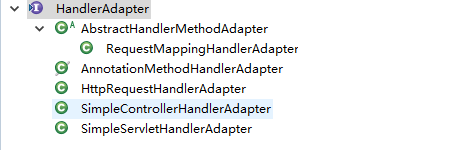 HandlerAdapter
AbstractHandlerMethodAdapter
RequestMappingHandlerAdapter
AnnotationMethodHandlerAdapter
HttpRequestHandlerAdapter
SimpleControllerHandlerAdapter
SimpleServletHandlerAdapter